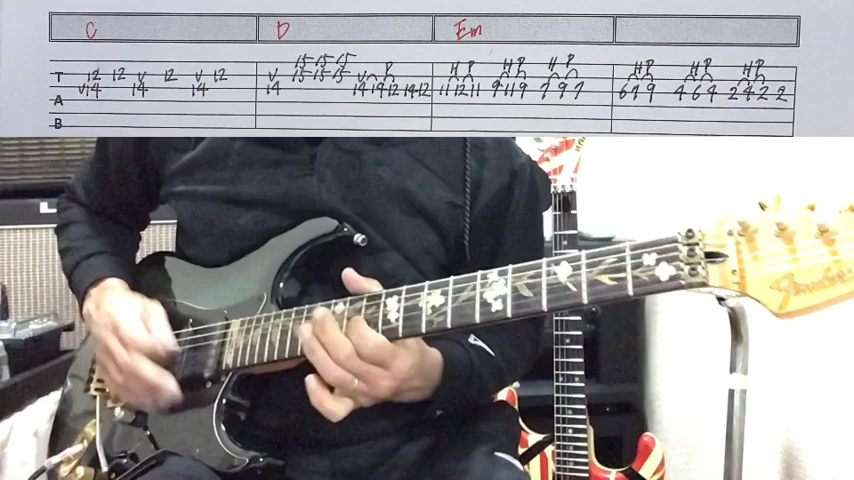 C D Em
15 15 15
T 12 12 V 12 V 12 V 15 15 15 V P H P H P H P H P H P H P
V14 14 14 14 14 14 12 14 12 11 12 11 9 11 9 7 9 7 6 7 9 4 6 4 2 4 2 2
A
B
Fender